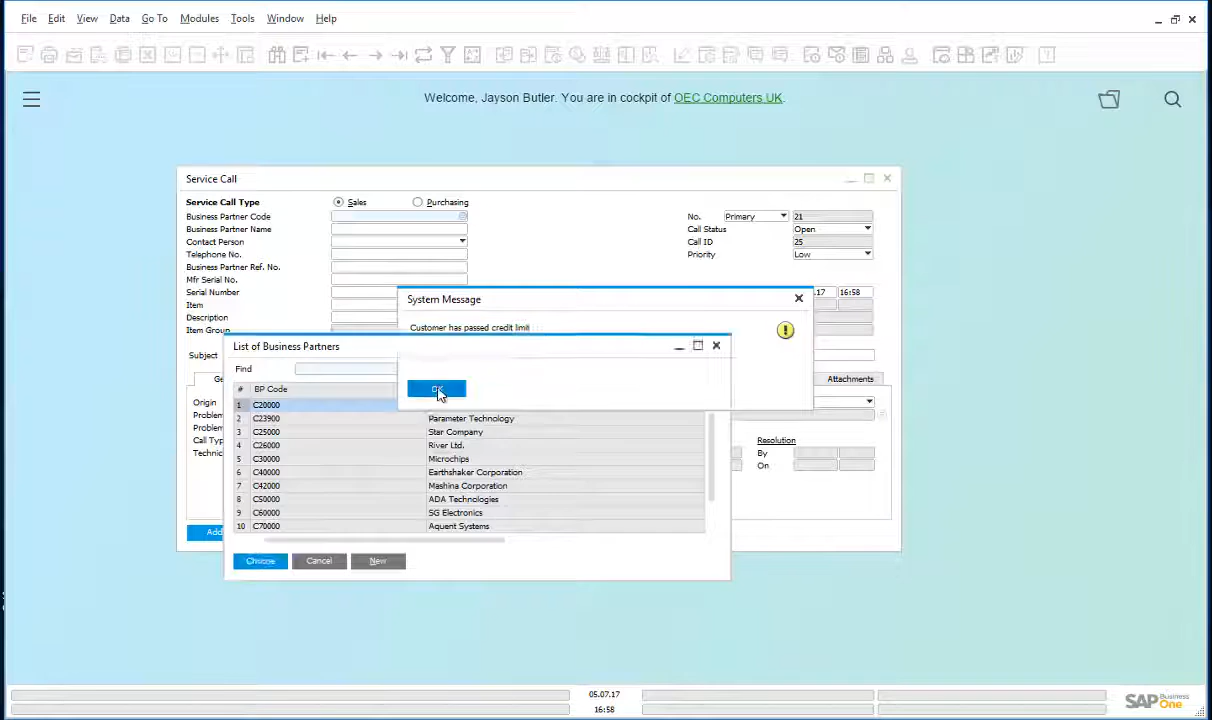 File Edit View Data Go To Modules Tools Window Help
Welcome, Jayson Butler. You are in cockpit of OEC Computers UK.
Service Call
Service Call Type Sales Purchasing
Business Partner Code No. Primary 21
Business Partner Name Call Status Open
Contact Person Call ID 25
Telephone No. Priority Low
Business Partner Ref. No.
Mfr Serial No.
Serial Number .17 16:58
Item
Description
Item Group
Subject
Attachments
Origin
Call Typ
Technic
Resolution
By
On
Add
System Message
Customer has passed credit limit
OK
List of Business Partners
Find
# BP Code
1 C20000
2 C23900 Parameter Technology
3 C25000 Star Company
4 C26000 River Ltd.
5 C30000 Microchips
6 C40000 Earthshaker Corporation
7 C42000 Mashina Corporation
8 C50000 ADA Technologies
9 C60000 SG Electronics
10 C70000 Aquent Systems
Choose Cancel New
05.07.17
16:58
SAP Business One